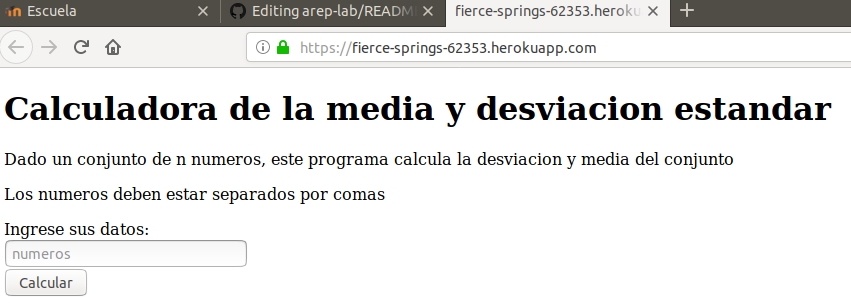 Escuela
Editing arep-lab/READM
fierce-springs-62353.heroku
https://fierce-springs-62353.herokuapp.com
Calculadora de la media y desviacion estandar
Dado un conjunto de n numeros, este programa calcula la desviacion y media del conjunto
Los numeros deben estar separados por comas
Ingrese sus datos:
numeros
Calcular